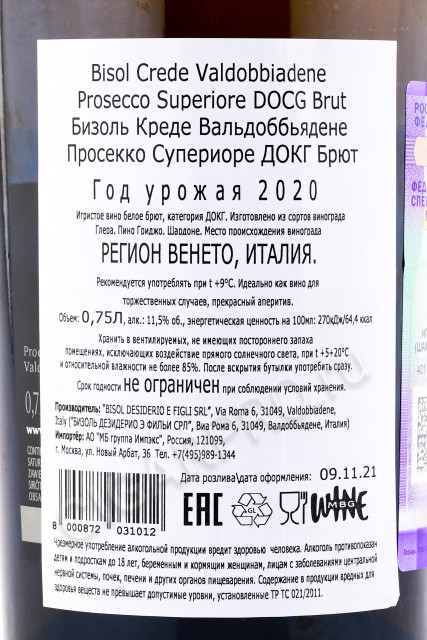 Bisol Crede Valdobbiadene
Prosecco Superiore DOCG Brut
Бизоль Креде Вальдоббьядене
Просекко Супериоре ДОКГ Брют
Год урожая 2020
Игристое вино белое брют, категория ДОКГ. Изготовлено из сортов винограда
Глера, Пино Гриджо, Шардоне. Место происхождения винограда
РЕГИОН ВЕНЕТО, ИТАЛИЯ.
Рекомендуется употреблять при t +9°С. Идеально как вино для
торжественных случаев, прекрасный аперитив.
Объем: 0,75Л, алк.: 11,5% об., энергетическая ценность на 100мл: 270кДж/64,4 ккал
Хранить в вентилируемых, не имеющих постороннего запаха
помещениях, исключающих воздействие прямого солнечного света, при t +5+20°С
и относительной влажности не более 85%. После вскрытия бутылки употребить сразу.
Срок годности не ограничен при соблюдении условий хранения.
Производитель: "BISOL DESIDERIO E FIGLI SRL", Via Roma 6, 31049, Valdobbiadene,
Italy ("БИЗОЛЬ ДЕЗИДЕРИО Э ФИЛЬИ СРЛ", Виа Рома 6, 31049, Валдоббьядене, Италия)
Импортёр: АО "МБ группа Импэкс", Россия, 121099,
г. Москва, ул. Новый Арбат, 36 Тел. +7(495)989-1344
Дата розлива/дата оформления: 09.11.21
8 000872 031012
EAC
GL
WINE
MBG
Чрезмерное употребление алкогольной продукции вредит здоровью человека. Алкоголь противопоказан
детям и подросткам до 18 лет, беременным и кормящим женщинам, лицам с заболеваниями центральной
нервной системы, почек, печени и других органов пищеварения. Содержание в продукции вредных для
здоровья веществ не превышает допустимые уровни, установленные ТР ТС 021/2011.